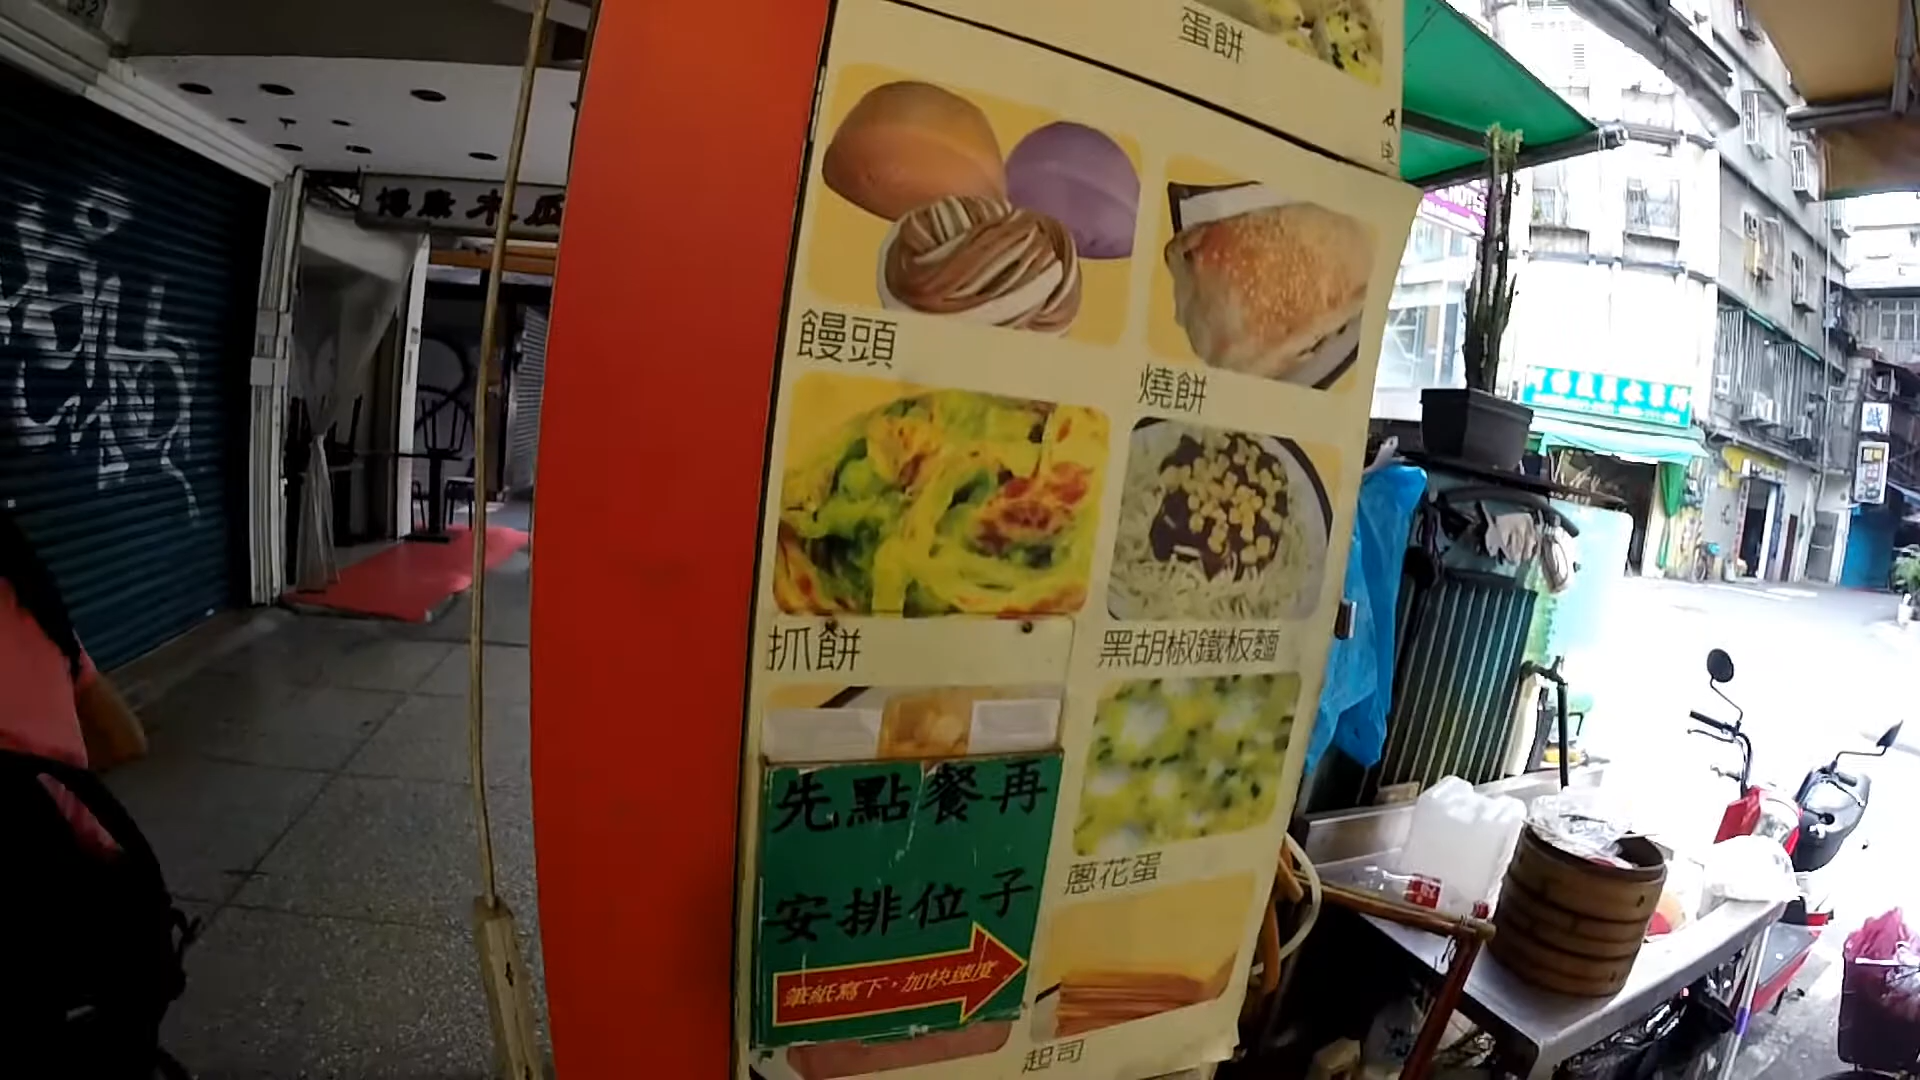 蛋餅
饅頭
燒餅
抓餅
黑胡椒鐵板麵
先點餐再
安排位子
筆紙寫下,加快速度
蔥花蛋
起司